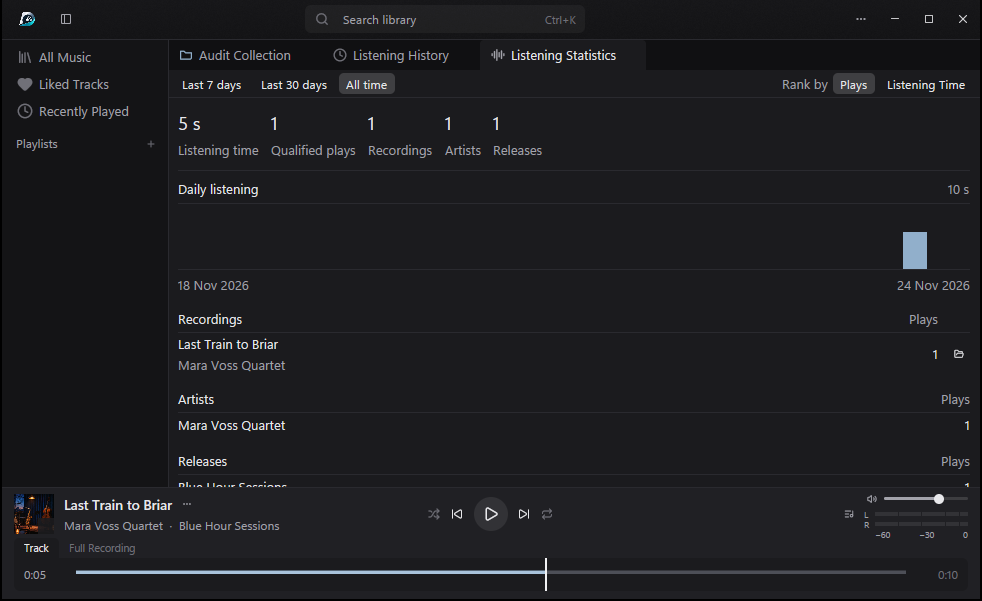 Search library Ctrl+K
All Music
Liked Tracks
Recently Played
Playlists +
Audit Collection Listening History Listening Statistics
Last 7 days Last 30 days All time Rank by Plays Listening Time
5 s 1 1 1 1
Listening time Qualified plays Recordings Artists Releases
Daily listening 10 s
18 Nov 2026 24 Nov 2026
Recordings Plays
Last Train to Briar
Mara Voss Quartet
1
Artists Plays
Mara Voss Quartet 1
Releases Plays
Blue Hour Sessions 1
Last Train to Briar ...
Mara Voss Quartet · Blue Hour Sessions
L
R
-60 -30 0
Track Full Recording
0:05 0:10